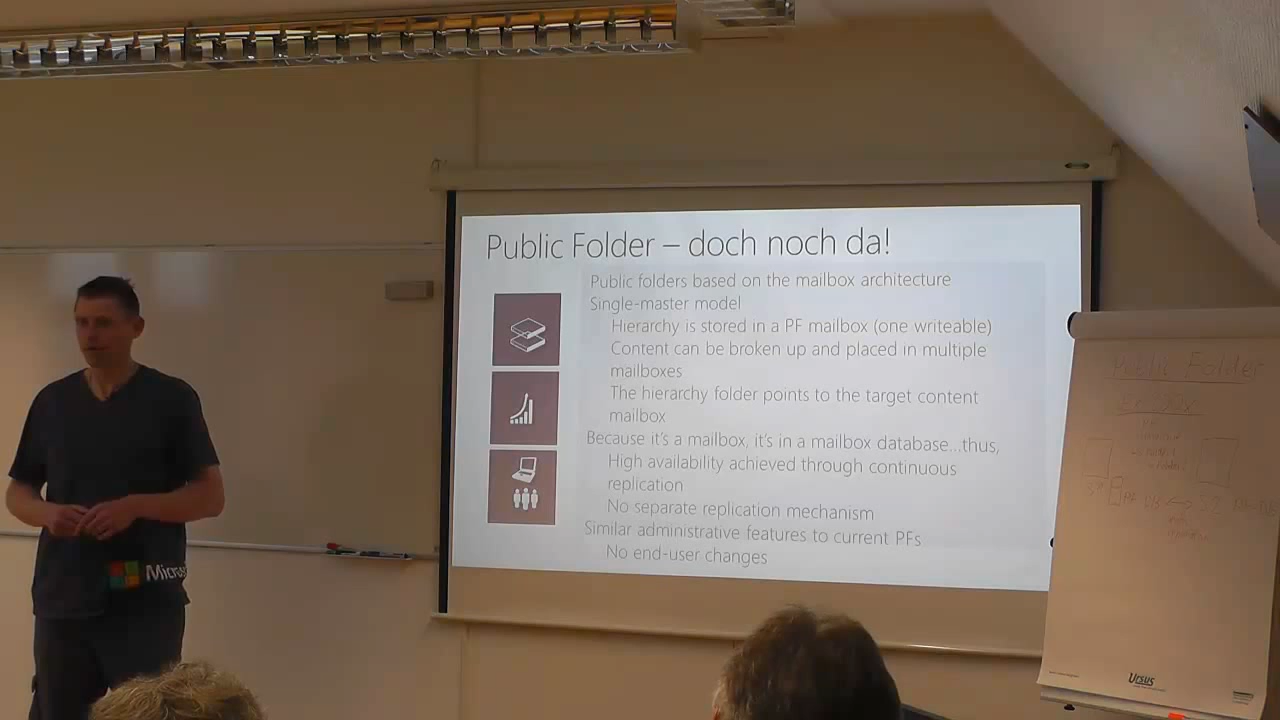 Public Folder – doch noch da!
Public folders based on the mailbox architecture
Single-master model
Hierarchy is stored in a PF mailbox (one writeable)
Content can be broken up and placed in multiple
mailboxes
The hierarchy folder points to the target content
mailbox
Because it's a mailbox, it's in a mailbox database...thus,
High availability achieved through continuous
replication
No separate replication mechanism
Similar administrative features to current PFs
No end-user changes
Public Folder
Ursus